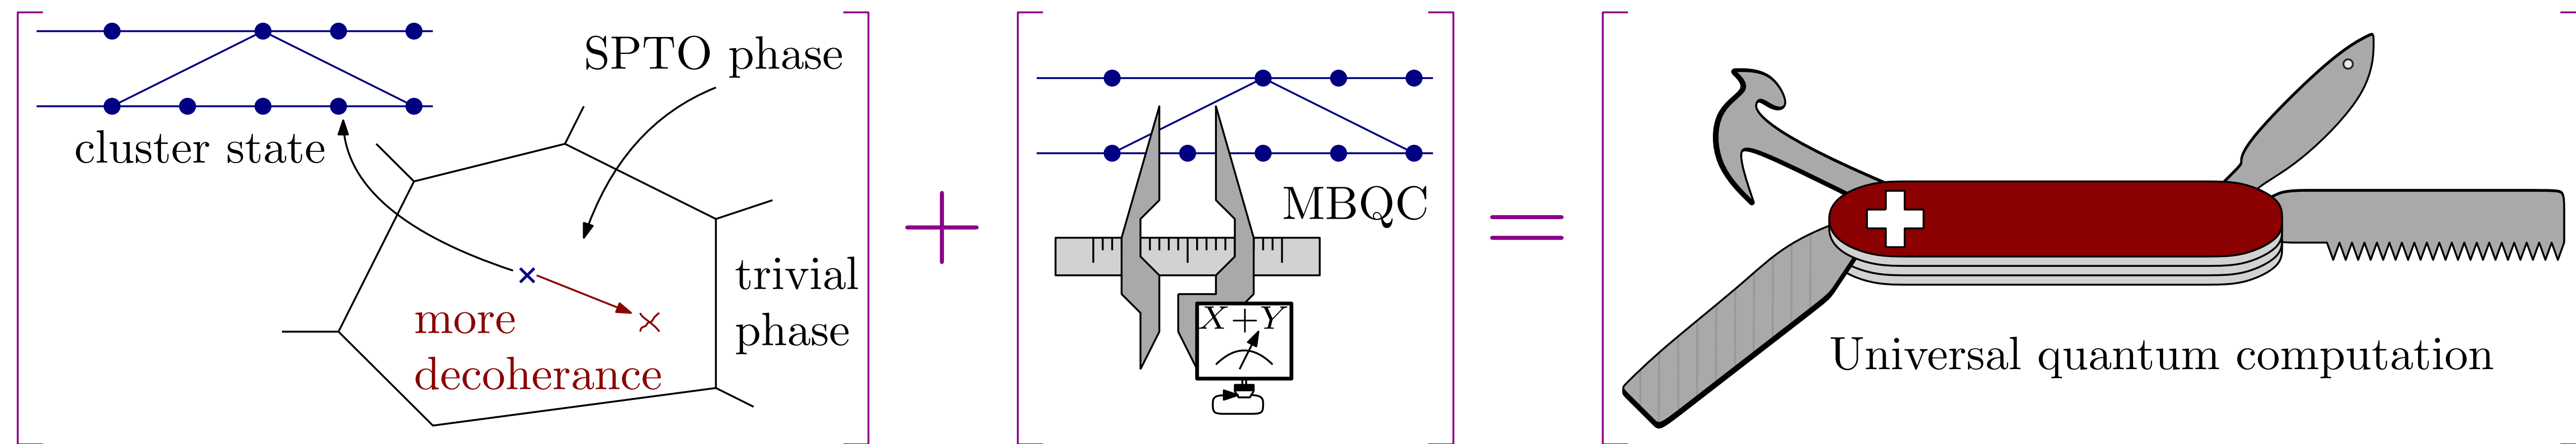 SPTO phase
cluster state
trivial
phase
more
decoherance
+
MBQC
X+Y
=
Universal quantum computation